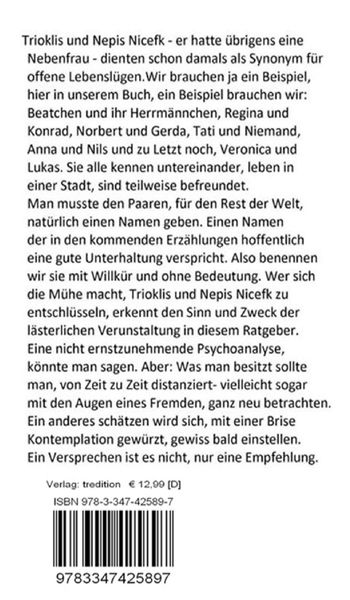 Trioklis und Nepis Nicefk - er hatte übrigens eine
Nebenfrau - dienten schon damals als Synonym für
offene Lebenslügen.Wir brauchen ja ein Beispiel,
hier in unserem Buch, ein Beispiel brauchen wir:
Beatchen und ihr Herrmännchen, Regina und
Konrad, Norbert und Gerda, Tati und Niemand,
Anna und Nils und zu Letzt noch, Veronica und
Lukas. Sie alle kennen untereinander, leben in
einer Stadt, sind teilweise befreundet.
Man musste den Paaren, für den Rest der Welt,
natürlich einen Namen geben. Einen Namen
der in den kommenden Erzählungen hoffentlich
eine gute Unterhaltung verspricht. Also benennen
wir sie mit Willkür und ohne Bedeutung. Wer sich
die Mühe macht, Trioklis und Nepis Nicefk zu
entschlüsseln, erkennt den Sinn und Zweck der
lästerlichen Verunstaltung in diesem Ratgeber.
Eine nicht ernstzunehmende Psychoanalyse,
könnte man sagen. Aber: Was man besitzt sollte
man, von Zeit zu Zeit distanziert- vielleicht sogar
mit den Augen eines Fremden, ganz neu betrachten.
Ein anderes schätzen wird sich, mit einer Brise
Kontemplation gewürzt, gewiss bald einstellen.
Ein Versprechen ist es nicht, nur eine Empfehlung.
Verlag: tredition € 12,99 [D]
ISBN 978-3-347-42589-7
9783347425897